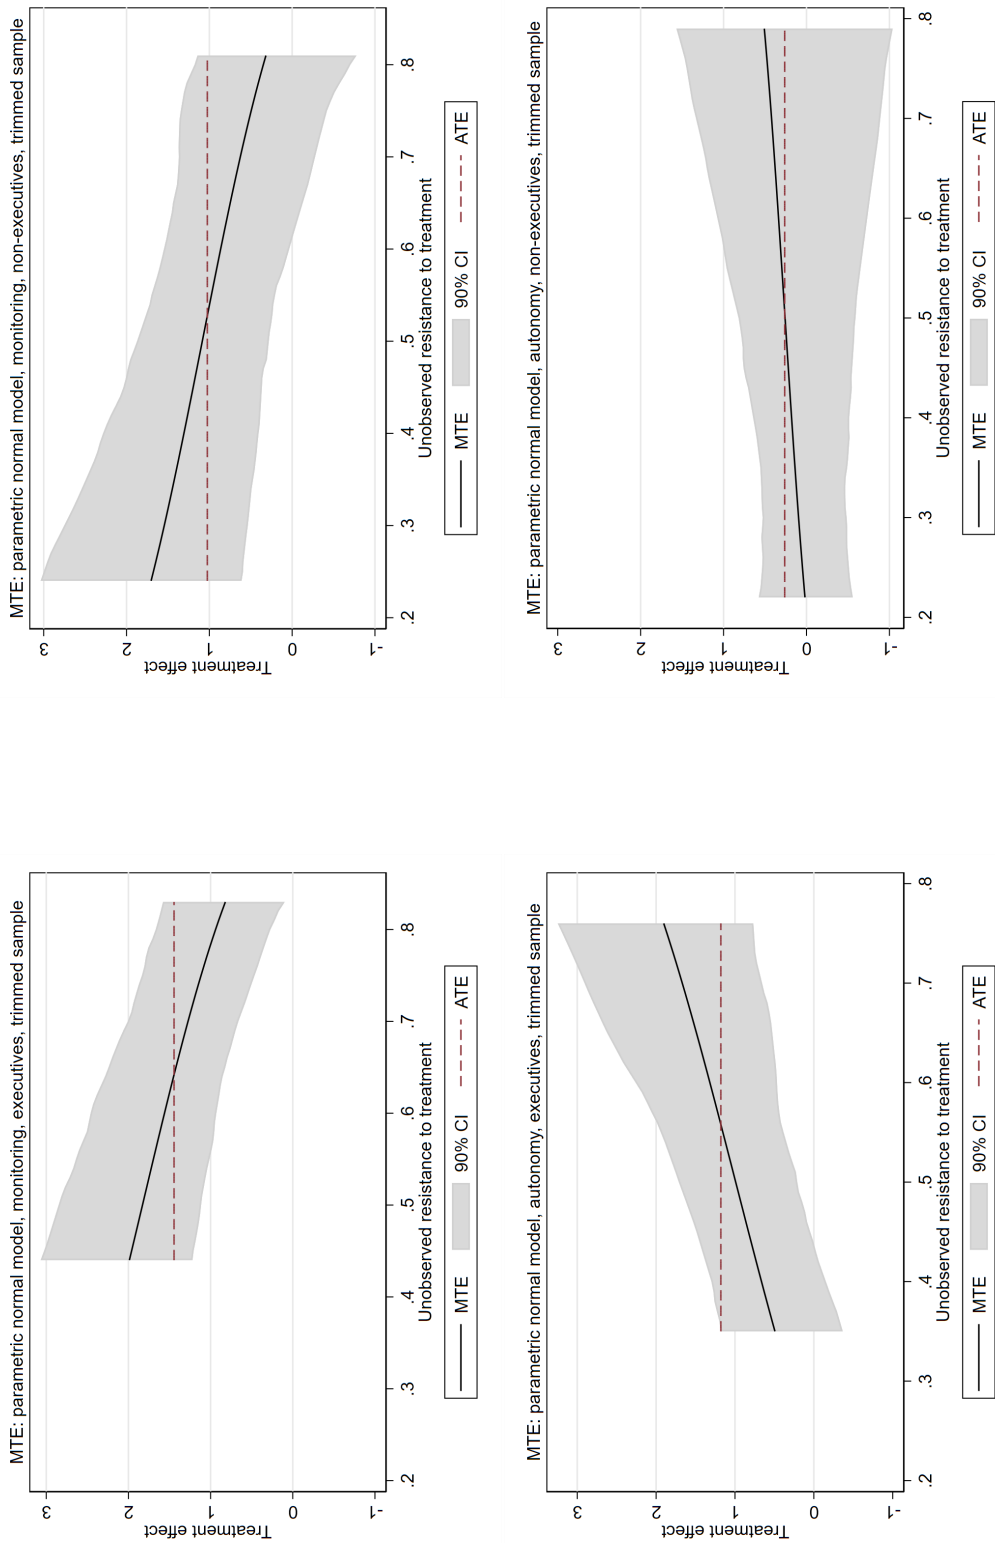 MTE: parametric normal model, monitoring, executives, trimmed sample
Treatment effect
3
2
1
0
-1
.2
.3
.4
.5
.6
.7
.8
Unobserved resistance to treatment
MTE
90% CI
ATE
MTE: parametric normal model, monitoring, non-executives, trimmed sample
Treatment effect
3
2
1
0
-1
.2
.3
.4
.5
.6
.7
.8
Unobserved resistance to treatment
MTE
90% CI
ATE
MTE: parametric normal model, autonomy, executives, trimmed sample
Treatment effect
3
2
1
0
-1
.2
.3
.4
.5
.6
.7
.8
Unobserved resistance to treatment
MTE
90% CI
ATE
MTE: parametric normal model, autonomy, non-executives, trimmed sample
Treatment effect
3
2
1
0
-1
.2
.3
.4
.5
.6
.7
.8
Unobserved resistance to treatment
MTE
90% CI
ATE